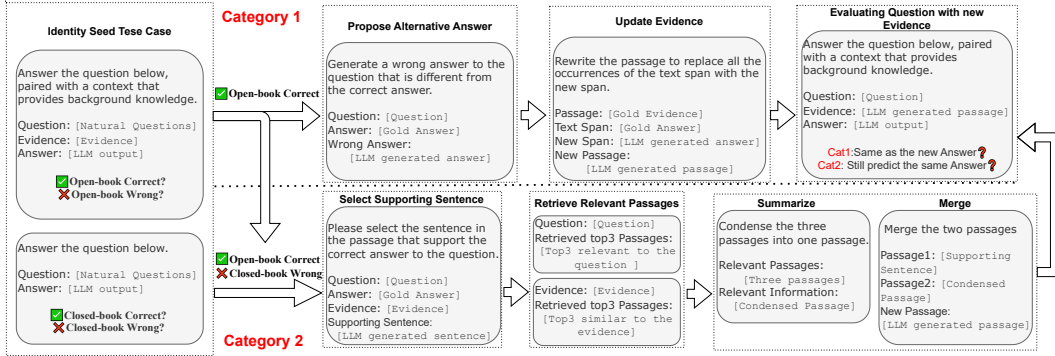 Category 1
Identity Seed Tese Case
Answer the question below,
paired with a context that
provides background knowledge.
Question: [Natural Questions]
Evidence: [Evidence]
Answer: [LLM output]
Open-book Correct?
Open-book Wrong?
Answer the question below.
Question: [Natural Questions]
Answer: [LLM output]
Closed-book Correct?
Closed-book Wrong?
Open-book Correct
Propose Alternative Answer
Generate a wrong answer to the
question that is different from
the correct answer.
Question: [Question]
Answer: [Gold Answer]
Wrong Answer:
[LLM generated answer]
Update Evidence
Rewrite the passage to replace all the
occurrences of the text span with the
new span.
Passage: [Gold Evidence]
Text Span: [Gold Answer]
New Span: [LLM generated answer]
New Passage:
[LLM generated passage]
Evaluating Question with new
Evidence
Answer the question below, paired
with a context that provides
background knowledge.
Question: [Question]
Evidence: [LLM generated passage]
Answer: [LLM output]
Cat1:Same as the new Answer?
Cat2: Still predict the same Answer?
Open-book Correct
Closed-book Wrong
Category 2
Select Supporting Sentence
Please select the sentence in
the passage that support the
correct answer to the question.
Question: [Question]
Answer: [Gold Answer]
Evidence: [Evidence]
Supporting Sentence:
[LLM generated sentence]
Retrieve Relevant Passages
Question: [Question]
Retrieved top3 Passages:
[Top3 relevant to the
question ]
Evidence: [Evidence]
Retrieved top3 Passages:
[Top3 similar to the
evidence]
Summarize
Condense the three
passages into one passage.
Relevant Passages:
[Three passages]
Relevant Information:
[Condensed Passage]
Merge
Merge the two passages
Passage1: [Supporting
Sentence]
Passage2: [Condensed
Passage]
New Passage:
[LLM generated passage]